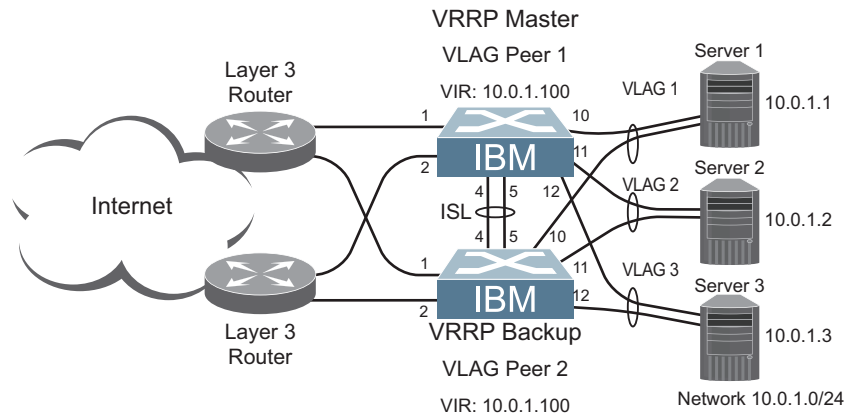 VRRP Master
VLAG Peer 1
VIR: 10.0.1.100
Layer 3
Router
1
2
10
11
12
IBM
4
5
ISL
4
5
10
11
12
1
2
IBM
VRRP Backup
VLAG Peer 2
VIR: 10.0.1.100
Internet
Layer 3
Router
VLAG 1
VLAG 2
VLAG 3
Server 1
10.0.1.1
Server 2
10.0.1.2
Server 3
10.0.1.3
Network 10.0.1.0/24